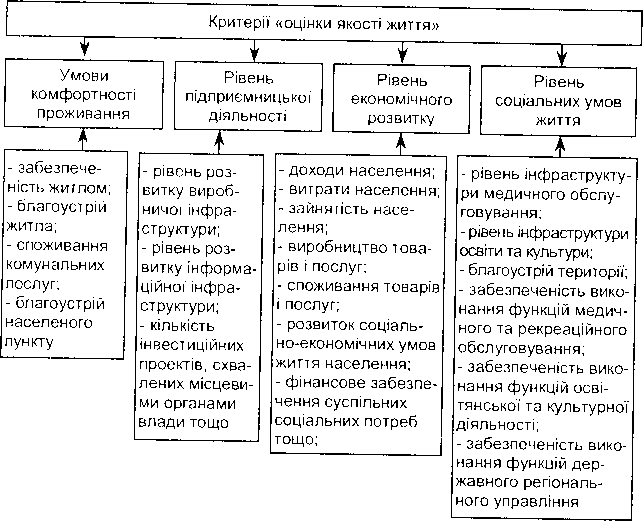 Критерії «оцінки якості життя»
Умови
комфортності
проживання
Рівень
підприємницької
діяльності
Рівень
економічного
розвитку
Рівень
соціальних умов
життя
- забезпече-
ність житлом;
- благоустрій
житла;
- споживання
комунальних
послуг;
- благоустрій
населеного
пункту
- рівень роз-
витку вироб-
ничої інфра-
структури;
- рівень роз-
витку інформа-
ційної інфра-
структури;
- кількість
інвестиційних
проектів, схва-
лених місцеви-
ми органами
влади тощо
- доходи населення;
- витрати населення;
- зайнятість насе-
лення;
- виробництво това-
рів і послуг;
- споживання товарів
і послуг;
- розвиток соціаль-
но-економічних умов
життя населення;
- фінансове забезпе-
чення суспільних
соціальних потреб
тощо;
- рівень інфраструкту-
ри медичного обслу-
говування;
- рівень інфраструктури
освіти та культури;
- благоустрій території;
- забезпеченість вико-
нання функцій медич-
ного та рекреаційного
обслуговування;
- забезпеченість вико-
нання функцій осві-
тянської та культурної
діяльності;
- забезпеченість вико-
нання функцій дер-
жавного регіональ-
ного управління